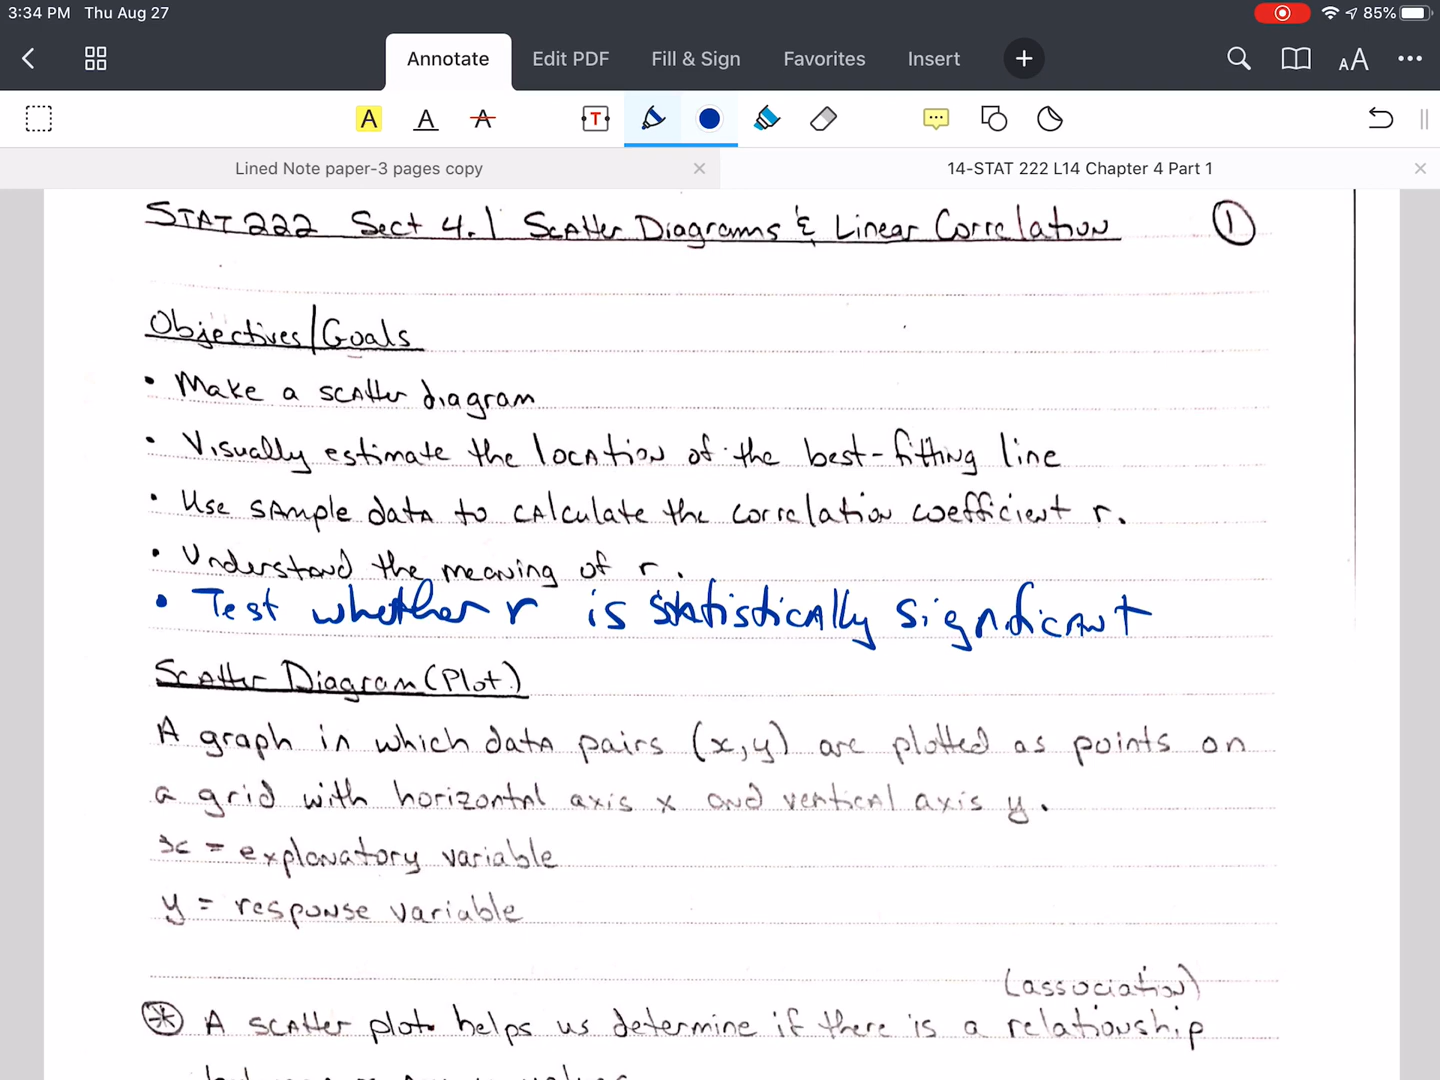 3:34 PM Thu Aug 27
85%
Annotate Edit PDF Fill & Sign Favorites Insert
AA
A A A T
Lined Note paper-3 pages copy
14-STAT 222 L14 Chapter 4 Part 1
STAT 222 Sect 4.1 Scatter Diagrams & Linear Correlation ①
Objectives/Goals
• Make a scatter diagram
• Visually estimate the location of the best-fitting line
• Use sample data to calculate the correlation coefficient r.
• Understand the meaning of r.
• Test whether r is statistically significant
Scatter Diagram (Plot)
A graph in which data pairs (x,y) are plotted as points on
a grid with horizontal axis x and vertical axis y.
x = explanatory variable
y = response variable
(association)
* A scatter plot helps us determine if there is a relationship